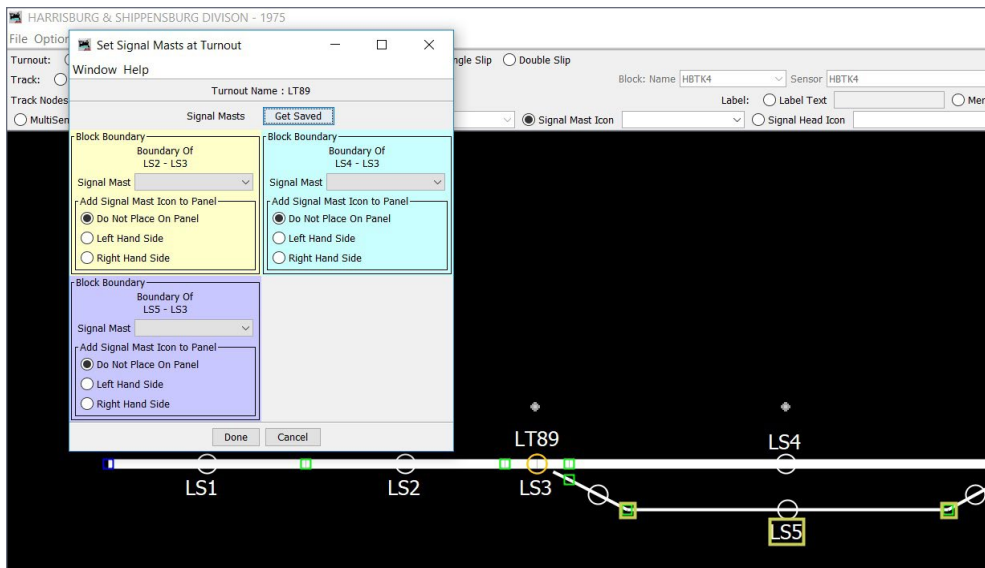 HARRISBURG & SHIPPENSBURG DIVISON - 1975
File Option
Set Signal Masts at Turnout
Window Help
Turnout:
ngle Slip Double Slip
Track:
Block: Name HBTK4 Sensor HBTK4
Track Nodes
Label: Label Text
Mer
MultiSen
Signal Mast Icon
Signal Head Icon
Turnout Name : LT89
Signal Masts Get Saved
Block Boundary
Boundary Of
LS2 - LS3
Signal Mast
Add Signal Mast Icon to Panel
Do Not Place On Panel
Left Hand Side
Right Hand Side
Block Boundary
Boundary Of
LS4 - LS3
Signal Mast
Add Signal Mast Icon to Panel
Do Not Place On Panel
Left Hand Side
Right Hand Side
Block Boundary
Boundary Of
LS5 - LS3
Signal Mast
Add Signal Mast Icon to Panel
Do Not Place On Panel
Left Hand Side
Right Hand Side
Done Cancel
LT89
LS4
LS1
LS2
LS3
LS5